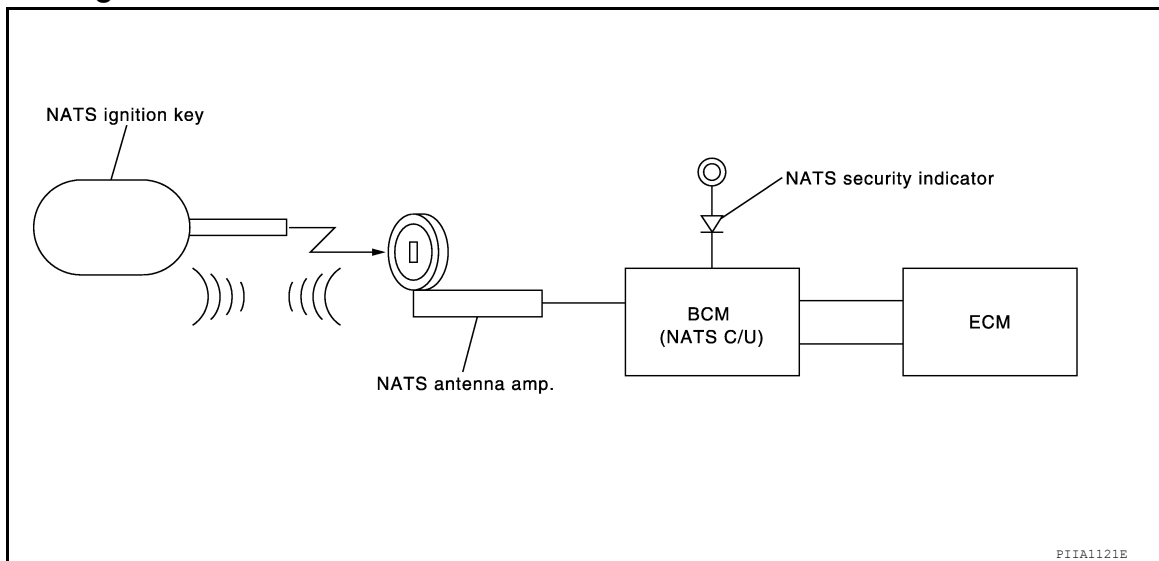 NATS ignition key
NATS security indicator
BCM
(NATS C/U)
ECM
NATS antenna amp.
PIIA1121E